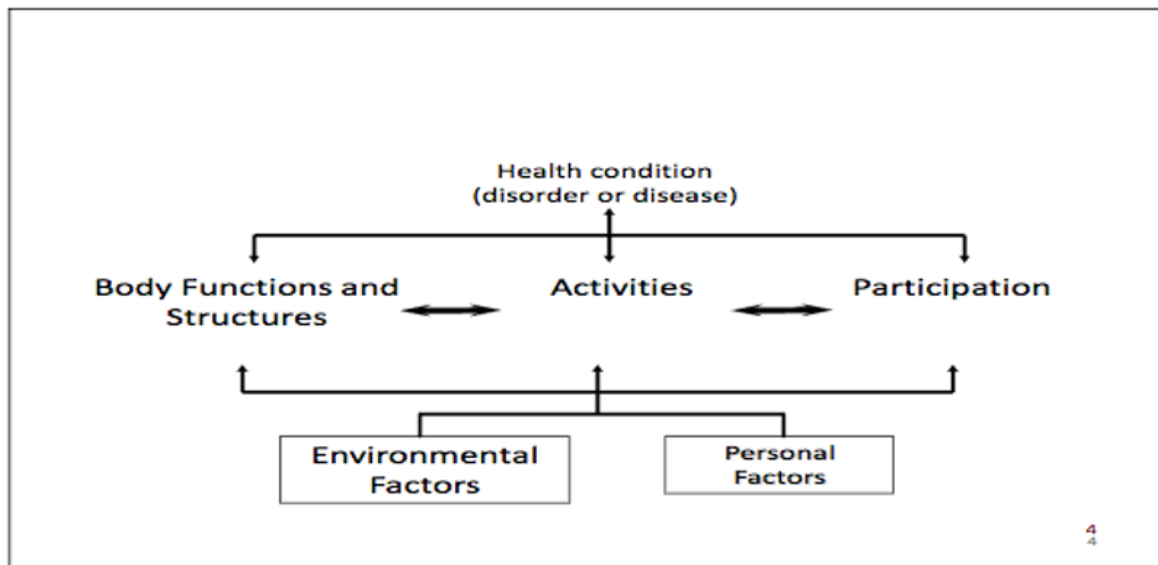 Health condition
(disorder or disease)
Body Functions and
Structures
Activities
Participation
Environmental
Factors
Personal
Factors
4
4